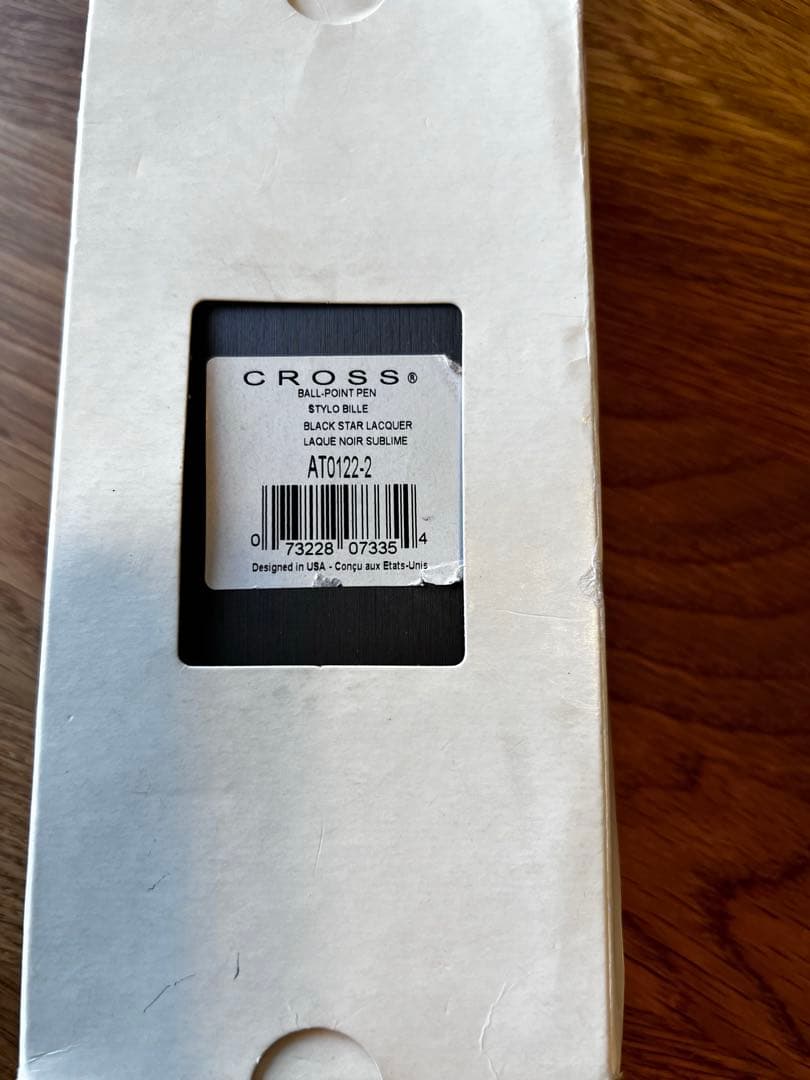 CROSS®
BALL-POINT PEN
STYLO BILLE
BLACK STAR LACQUER
LAQUE NOIR SUBLIME
AT0122-2
0 73228 07335 4
Designed in USA - Conçu aux Etats-Unis